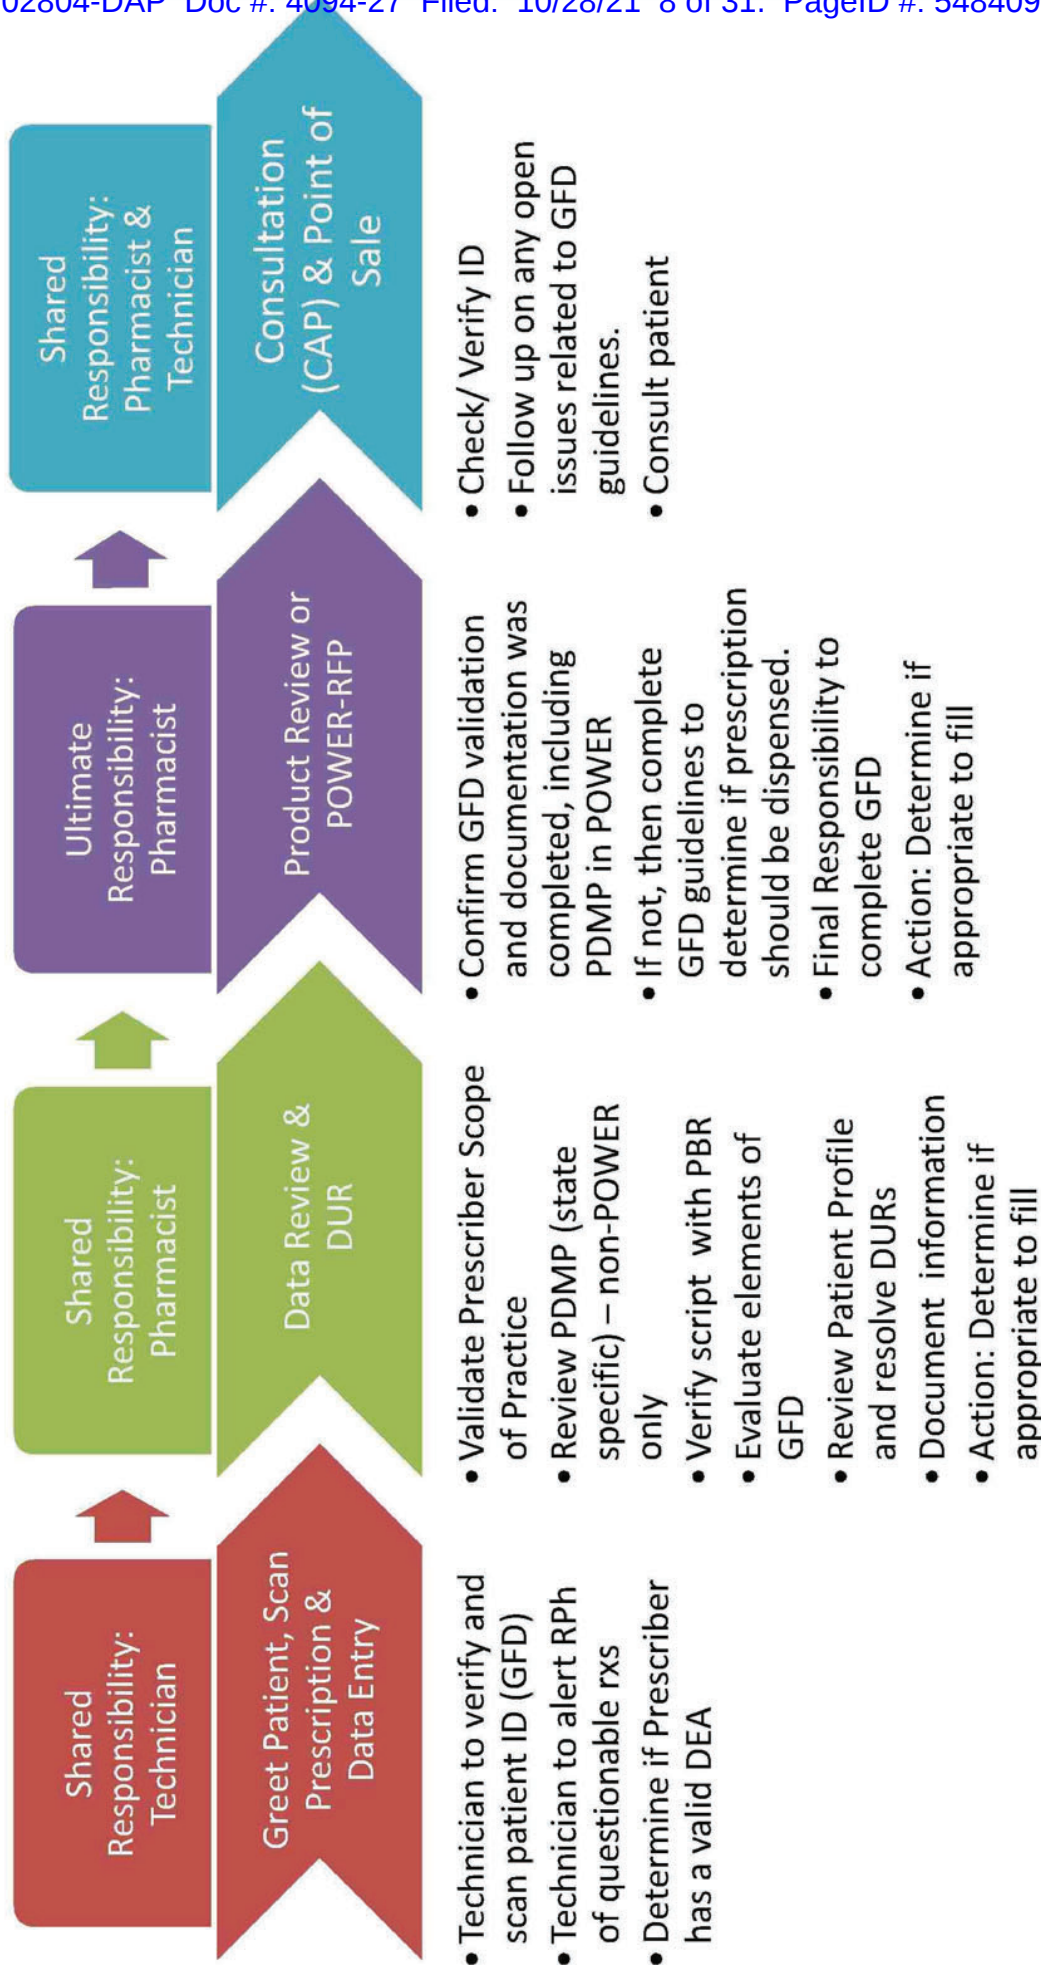 02804-DAP Doc #: 4094-27 Filed: 10/28/21 8 of 31. PageID #: 548409
Shared
Responsibility:
Technician
Greet Patient, Scan
Prescription &
Data Entry
• Technician to verify and
scan patient ID (GFD)
• Technician to alert RPh
of questionable rxs
• Determine if Prescriber
has a valid DEA
Shared
Responsibility:
Pharmacist
Data Review &
DUR
• Validate Prescriber Scope
of Practice
• Review PDMP (state
specific) – non-POWER
only
• Verify script with PBR
• Evaluate elements of
GFD
• Review Patient Profile
and resolve DURs
• Document information
• Action: Determine if
appropriate to fill
Ultimate
Responsibility:
Pharmacist
Product Review or
POWER-RFP
• Confirm GFD validation
and documentation was
completed, including
PDMP in POWER
• If not, then complete
GFD guidelines to
determine if prescription
should be dispensed.
• Final Responsibility to
complete GFD
• Action: Determine if
appropriate to fill
Shared
Responsibility:
Pharmacist &
Technician
Consultation
(CAP) & Point of
Sale
• Check/ Verify ID
• Follow up on any open
issues related to GFD
guidelines.
• Consult patient